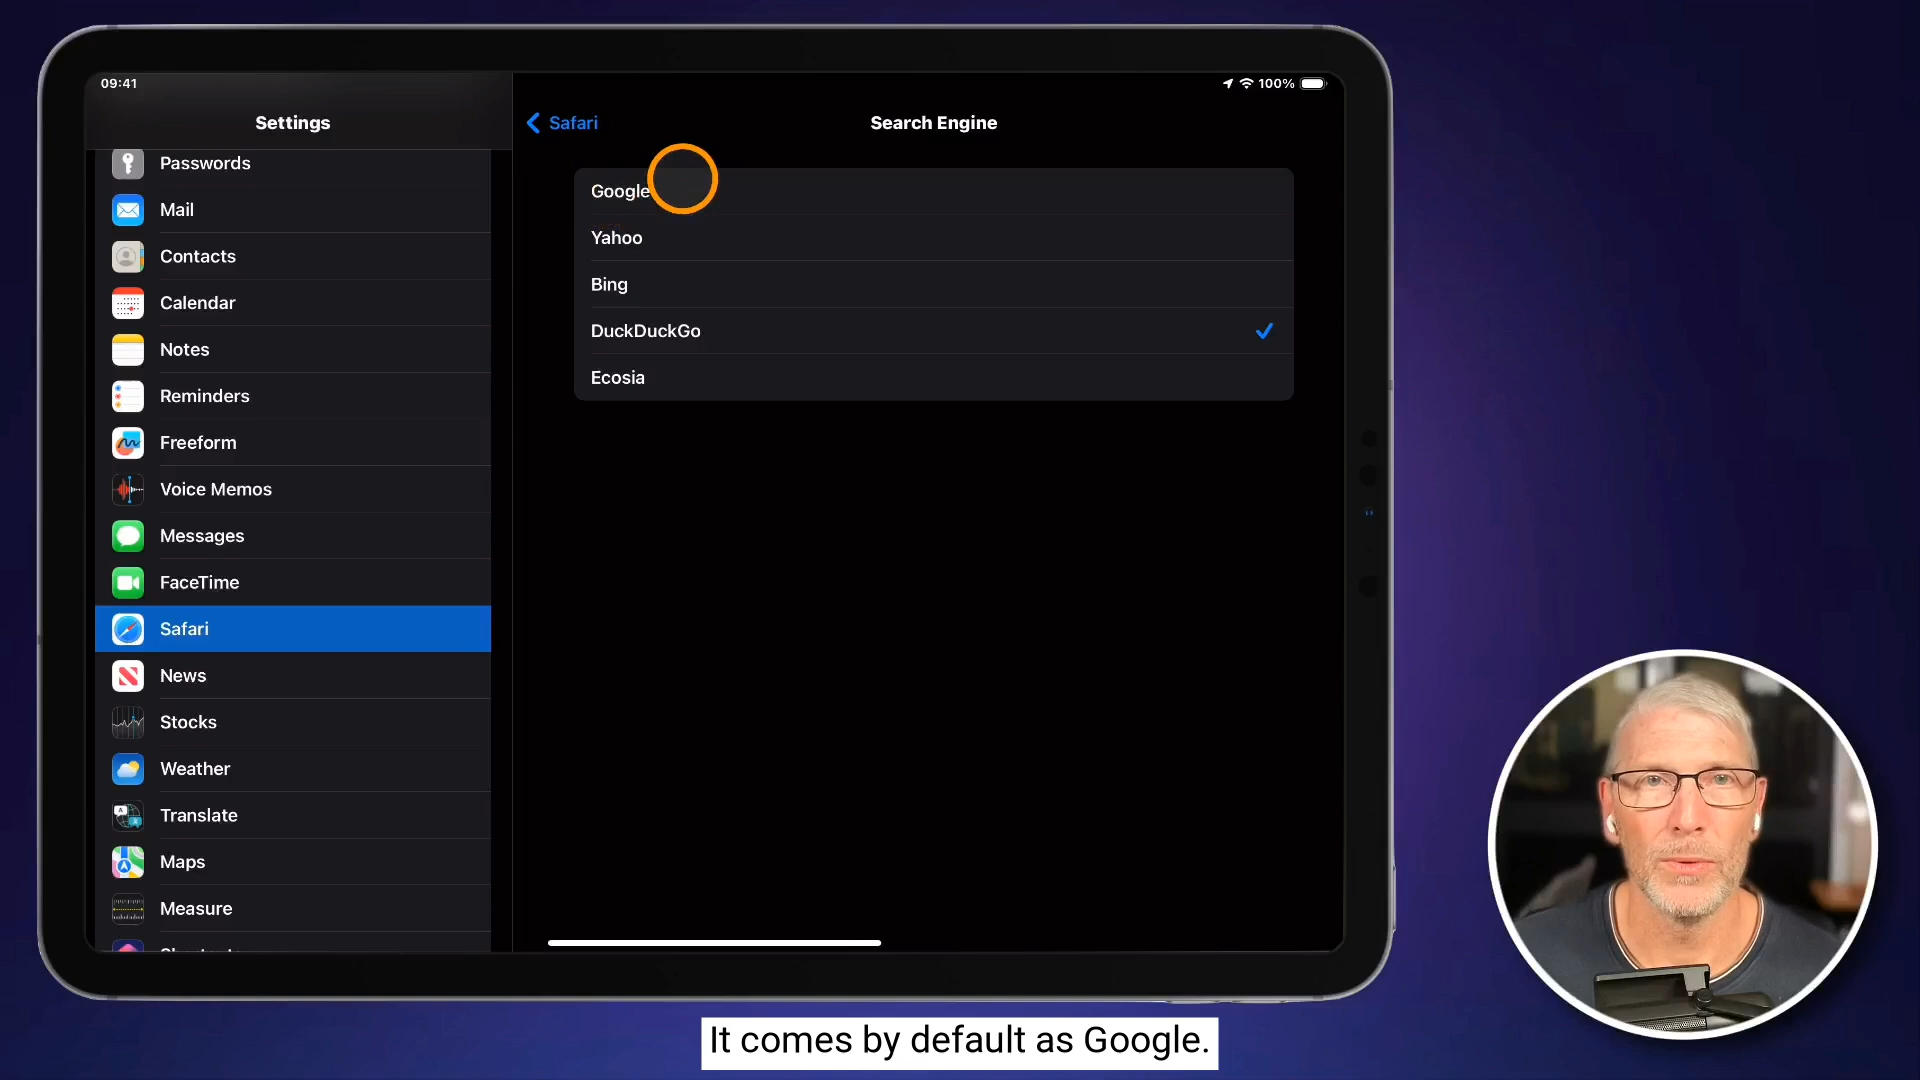 09:41
100%
Settings
Safari
Search Engine
Passwords
Mail
Contacts
Calendar
Notes
Reminders
Freeform
Voice Memos
Messages
FaceTime
Safari
News
Stocks
Weather
Translate
Maps
Measure
Google
Yahoo
Bing
DuckDuckGo
Ecosia
It comes by default as Google.